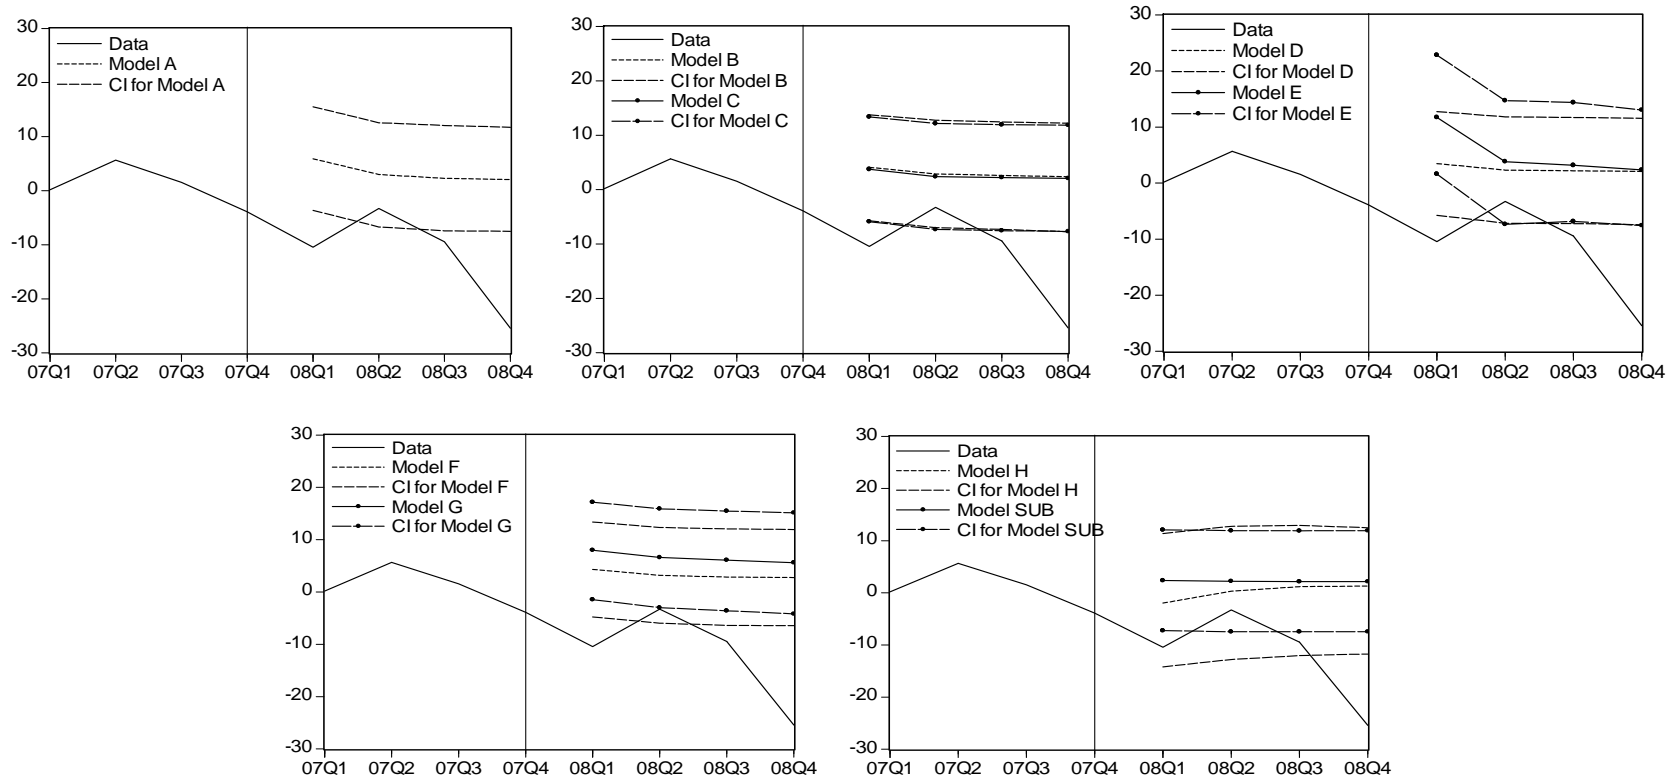 30
20
10
0
-10
-20
-30
Data
Model A
CI for Model A
07Q1 07Q2 07Q3 07Q4 08Q1 08Q2 08Q3 08Q4
30
20
10
0
-10
-20
-30
Data
Model B
CI for Model B
Model C
CI for Model C
07Q1 07Q2 07Q3 07Q4 08Q1 08Q2 08Q3 08Q4
30
20
10
0
-10
-20
-30
Data
Model D
CI for Model D
Model E
CI for Model E
07Q1 07Q2 07Q3 07Q4 08Q1 08Q2 08Q3 08Q4
30
20
10
0
-10
-20
-30
Data
Model F
CI for Model F
Model G
CI for Model G
07Q1 07Q2 07Q3 07Q4 08Q1 08Q2 08Q3 08Q4
30
20
10
0
-10
-20
-30
Data
Model H
CI for Model H
Model SUB
CI for Model SUB
07Q1 07Q2 07Q3 07Q4 08Q1 08Q2 08Q3 08Q4